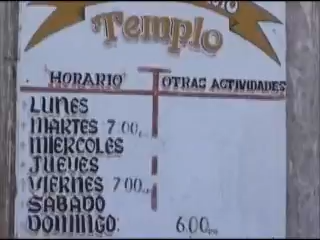 Templo
HORARIO OTRAS ACTIVIDADES
LUNES
MARTES 7:00 P.M.
MIERCOLES
JUEVES
VIERNES 7:00 P.M.
SABADO
DOMINGO: 6:00 P.M.